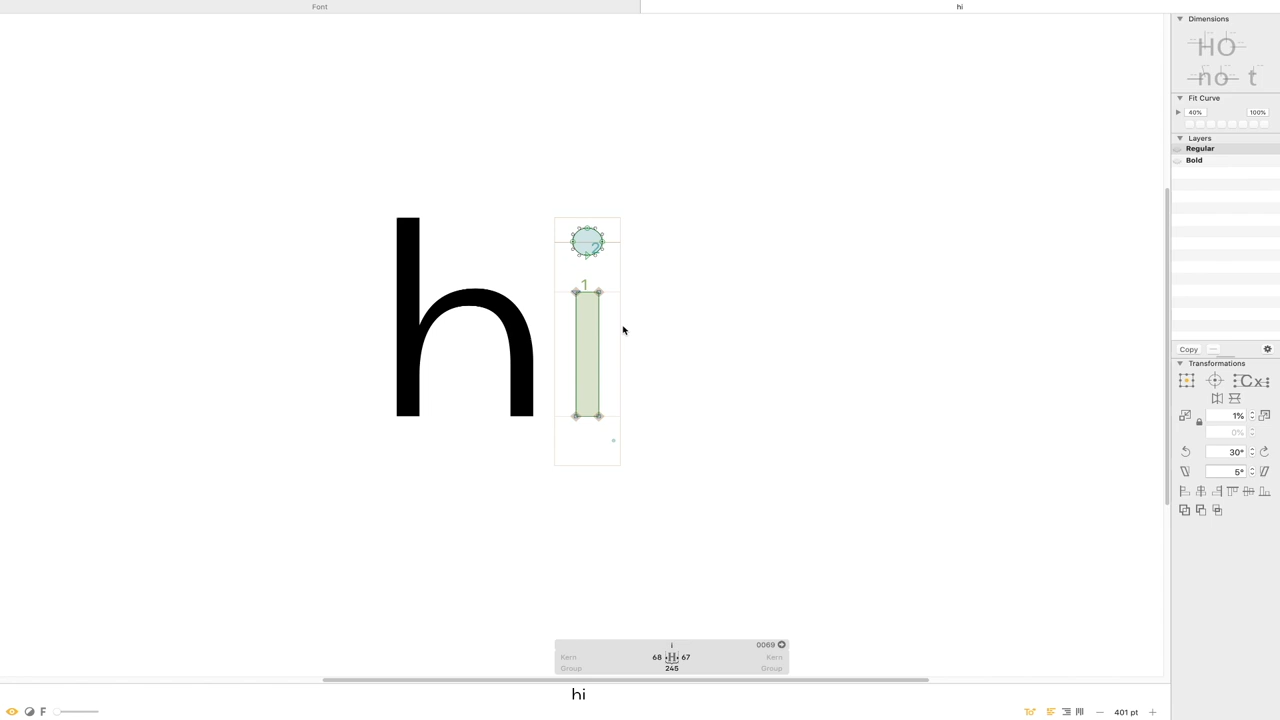 Font
hi
Dimensions
HO
no t
Fit Curve
40%
100%
Layers
Regular
Bold
hi
2
1
Copy
Transformations
Cx
1%
0%
30°
5°
i
0069
Kern
68 H 67
Kern
Group
245
Group
hi
F
401 pt